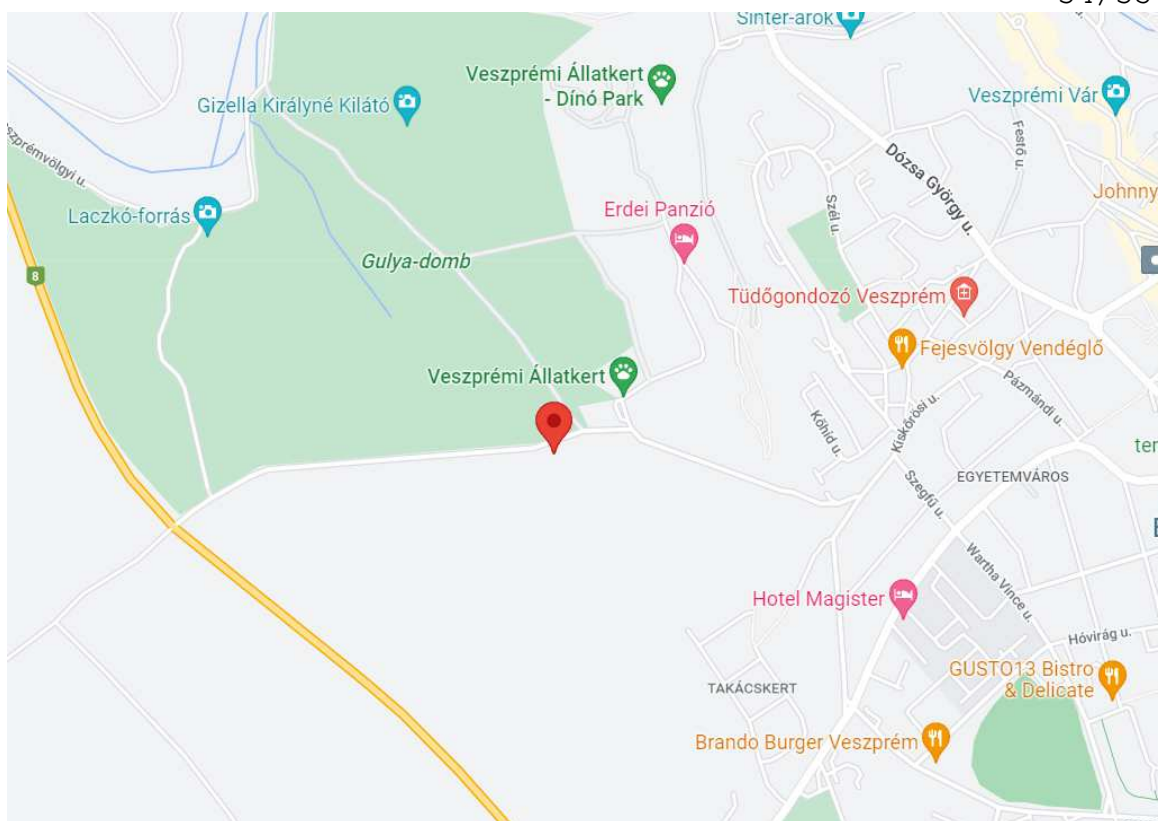 Sintér-árok
Veszprémi Állatkert
- Dínó Park
Gizella Királyné Kilátó
Veszprémi Vár
Festő u.
Dózsa György u.
Johnny
Laczkó-forrás
Erdei Panzió
Szél u.
Gulya-domb
8
Tüdőgondozó Veszprém
Fejesvölgy Vendéglő
Veszprémi Állatkert
Pázmándi u.
Kiskőrösi u.
Kőhíd u.
ter
EGYETEMVÁROS
Szegfű u.
Wartha Vince u.
Hotel Magister
Hóvirág u.
GUSTO13 Bistro
& Delicate
TAKÁCSKERT
Brando Burger Veszprém